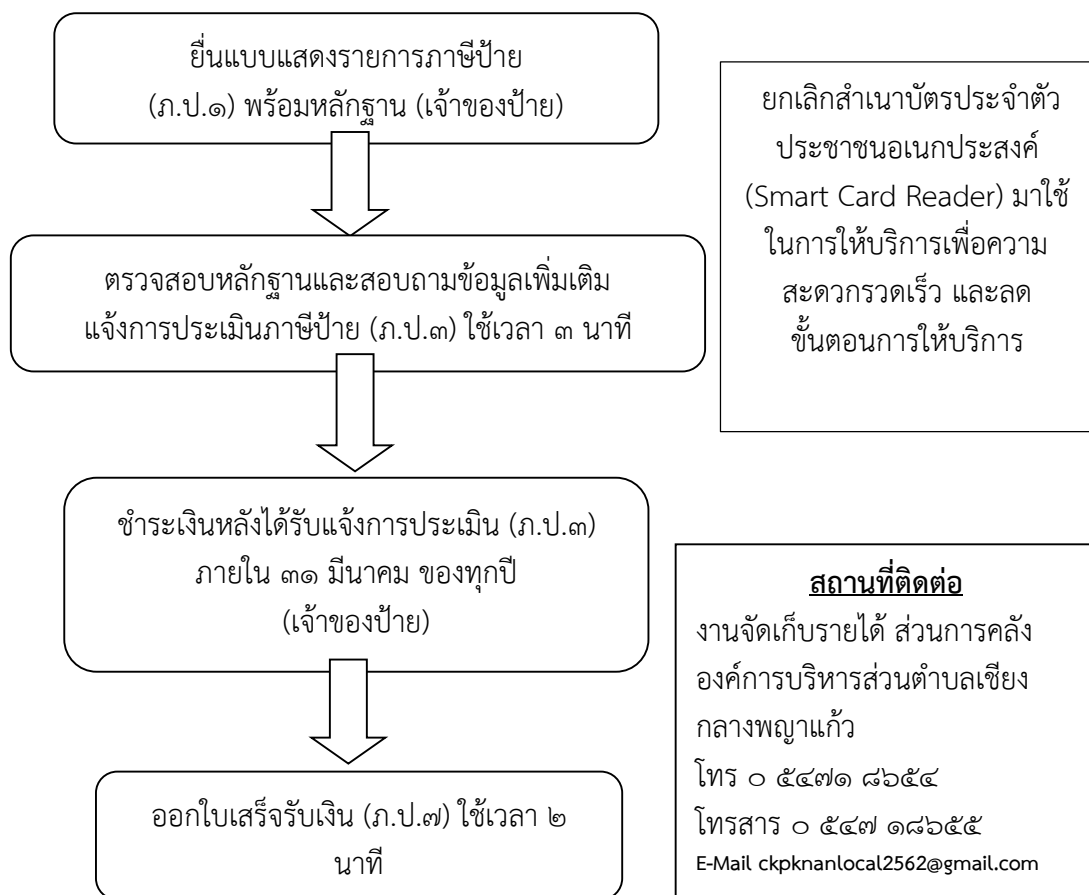 ยื่นแบบแสดงรายการภาษีป้าย
(ภ.ป.๑) พร้อมหลักฐาน (เจ้าของป้าย)
ตรวจสอบหลักฐานและสอบถามข้อมูลเพิ่มเติม
แจ้งการประเมินภาษีป้าย (ภ.ป.๓) ใช้เวลา ๓ นาที
ชำระเงินหลังได้รับแจ้งการประเมิน (ภ.ป.๓)
ภายใน ๓๑ มีนาคม ของทุกปี
(เจ้าของป้าย)
ออกใบเสร็จรับเงิน (ภ.ป.๗) ใช้เวลา ๒
นาที
ยกเลิกสำเนาบัตรประจำตัว
ประชาชนอเนกประสงค์
(Smart Card Reader) มาใช้
ในการให้บริการเพื่อความ
สะดวกรวดเร็ว และลด
ขั้นตอนการให้บริการ
สถานที่ติดต่อ
งานจัดเก็บรายได้ ส่วนการคลัง
องค์การบริหารส่วนตำบลเชียง
กลางพญาแก้ว
โทร ๐ ๕๔๗๑ ๘๖๕๔
โทรสาร ๐ ๕๔๗ ๑๘๖๕๕
E-Mail ckpknanlocal2562@gmail.com